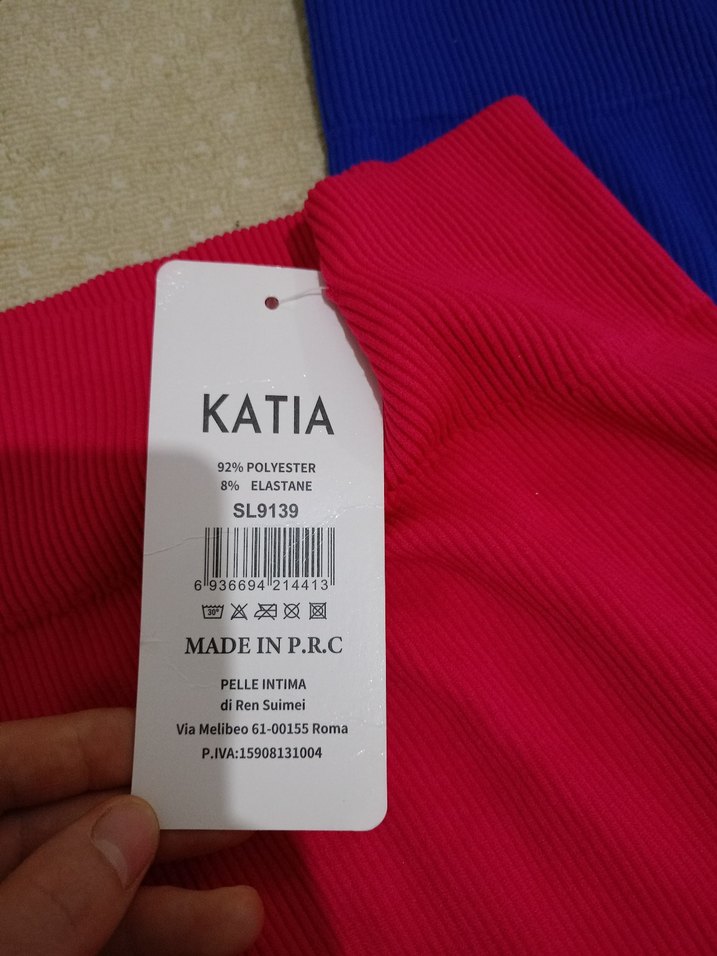 KATIA
92% POLYESTER
8% ELASTANE
SL9139
6 936694 214413
30°
MADE IN P.R.C
PELLE INTIMA
di Ren Suimei
Via Melibeo 61-00155 Roma
P.IVA:15908131004